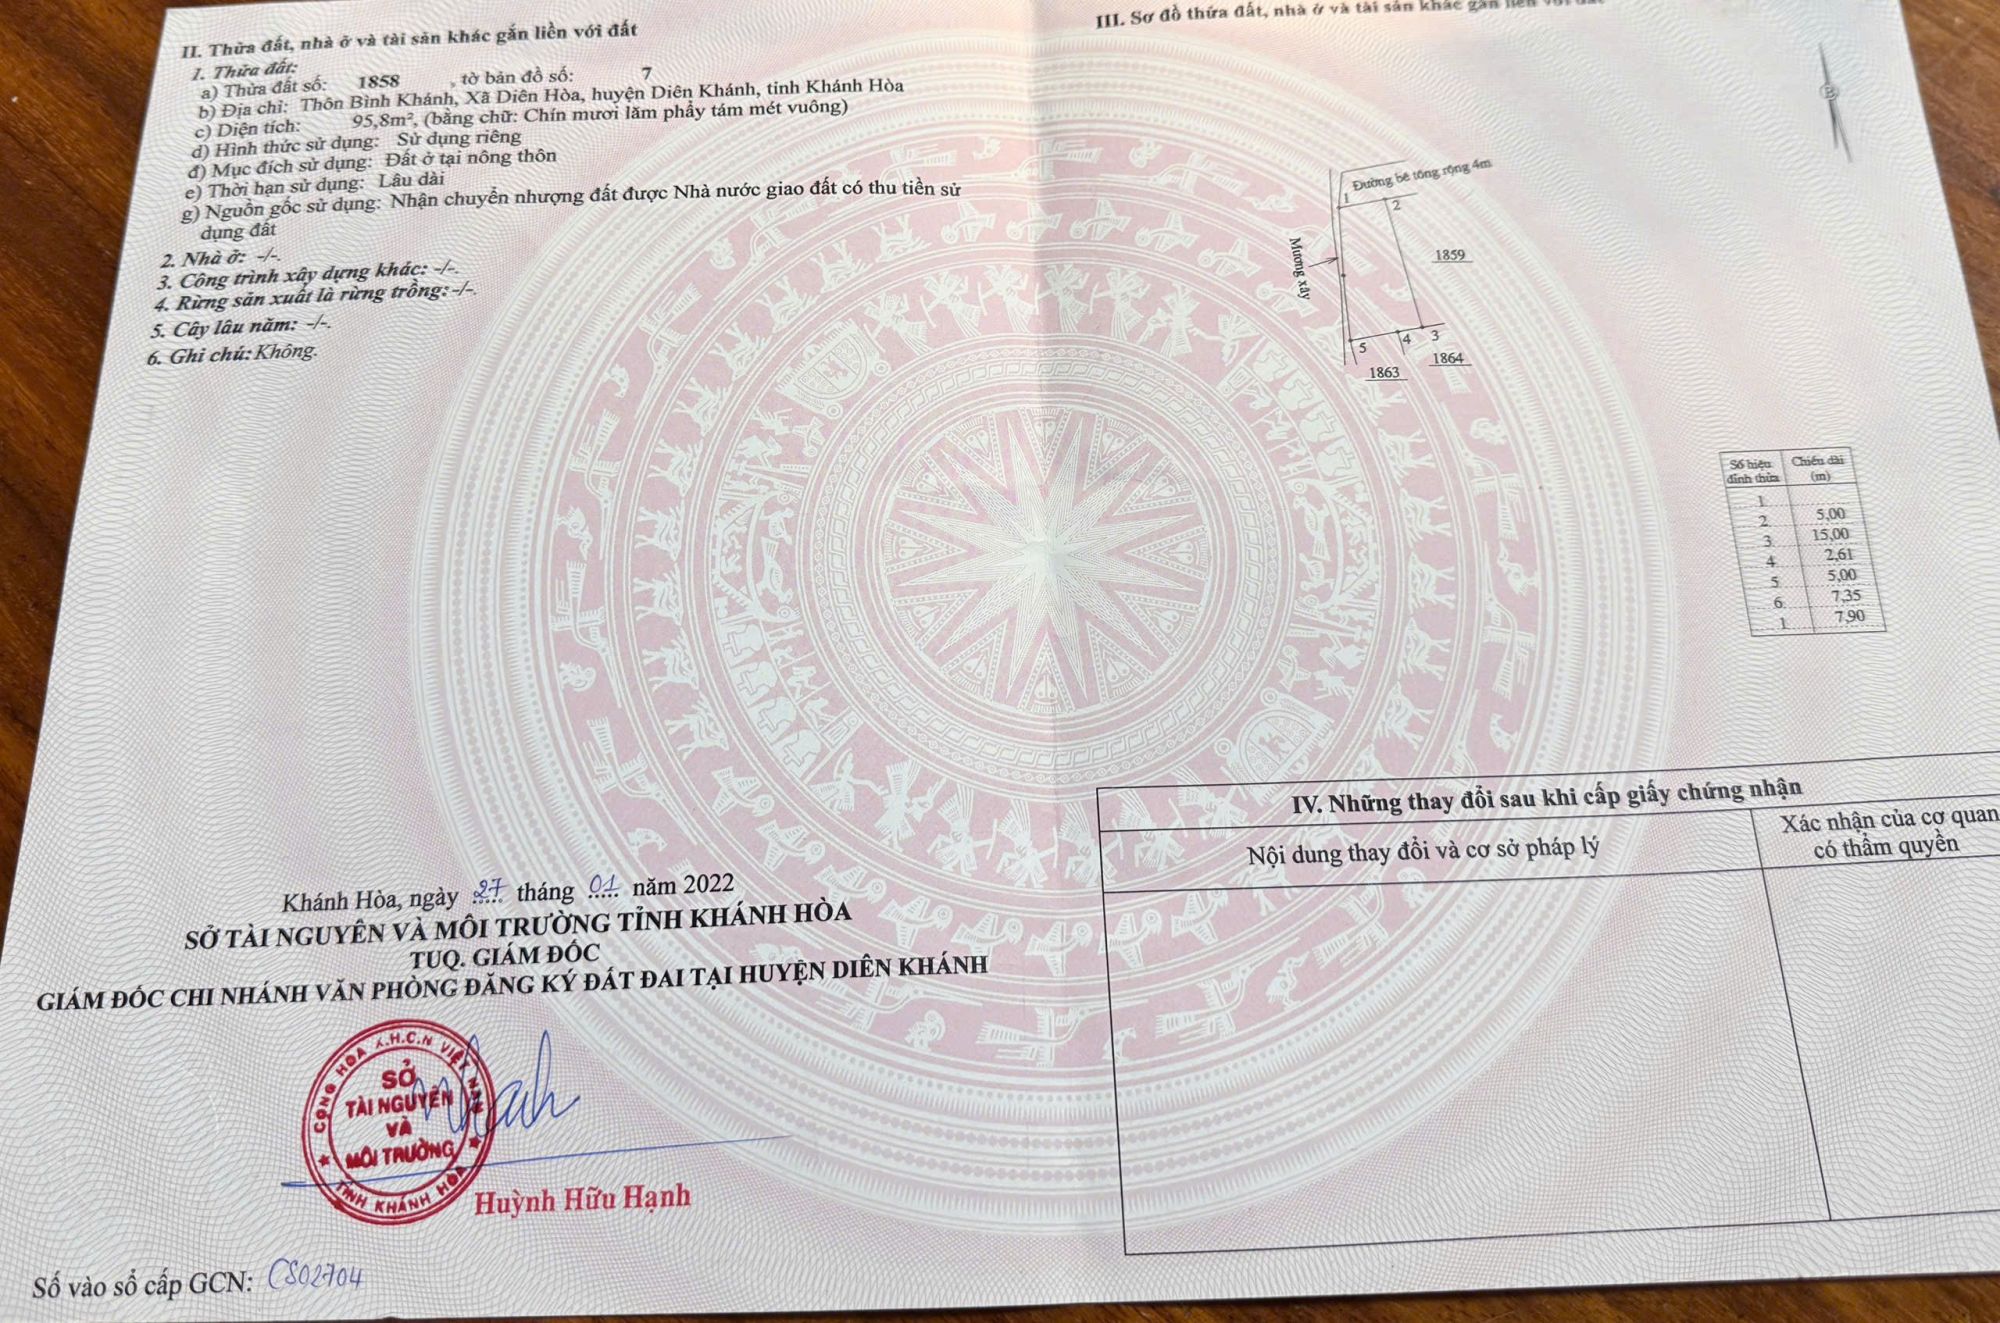 II. Thửa đất, nhà ở và tài sản khác gắn liền với đất
1. Thửa đất:
a) Thửa đất số: 1858 , tờ bản đồ số: 7
b) Địa chỉ: Thôn Bình Khánh, Xã Diên Hòa, huyện Diên Khánh, tỉnh Khánh Hòa
c) Diện tích: 95,8m², (bằng chữ: Chín mươi lăm phẩy tám mét vuông)
d) Hình thức sử dụng: Sử dụng riêng
đ) Mục đích sử dụng: Đất ở tại nông thôn
e) Thời hạn sử dụng: Lâu dài
g) Nguồn gốc sử dụng: Nhận chuyển nhượng đất được Nhà nước giao đất có thu tiền sử
dụng đất
2. Nhà ở: -/-.
3. Công trình xây dựng khác: -/-.
4. Rừng sản xuất là rừng trồng: -/-.
5. Cây lâu năm: -/-.
6. Ghi chú: Không.
Khánh Hòa, ngày 27 tháng 01 năm 2022
SỞ TÀI NGUYÊN VÀ MÔI TRƯỜNG TỈNH KHÁNH HÒA
TUQ. GIÁM ĐỐC
GIÁM ĐỐC CHI NHÁNH VĂN PHÒNG ĐĂNG KÝ ĐẤT ĐAI TẠI HUYỆN DIÊN KHÁNH
CỘNG HÒA X.H.C.N VIỆT NAM
SỞ
TÀI NGUYÊN
VÀ
MÔI TRƯỜNG
TỈNH KHÁNH HÒA
Huỳnh Hữu Hạnh
Số vào sổ cấp GCN: CS02704
III. Sơ đồ thửa đất, nhà ở và tài sản khác gắn liền với đất
B
Đường bê tông rộng 4m
1
2
Mương xây
1859
5
4
3
1864
1863
Số hiệu đỉnh thửa Chiều dài (m)
1
2 5,00
3 15,00
4 2,61
5 5,00
6 7,35
1 7,90
IV. Những thay đổi sau khi cấp giấy chứng nhận
Nội dung thay đổi và cơ sở pháp lý
Xác nhận của cơ quan
có thẩm quyền